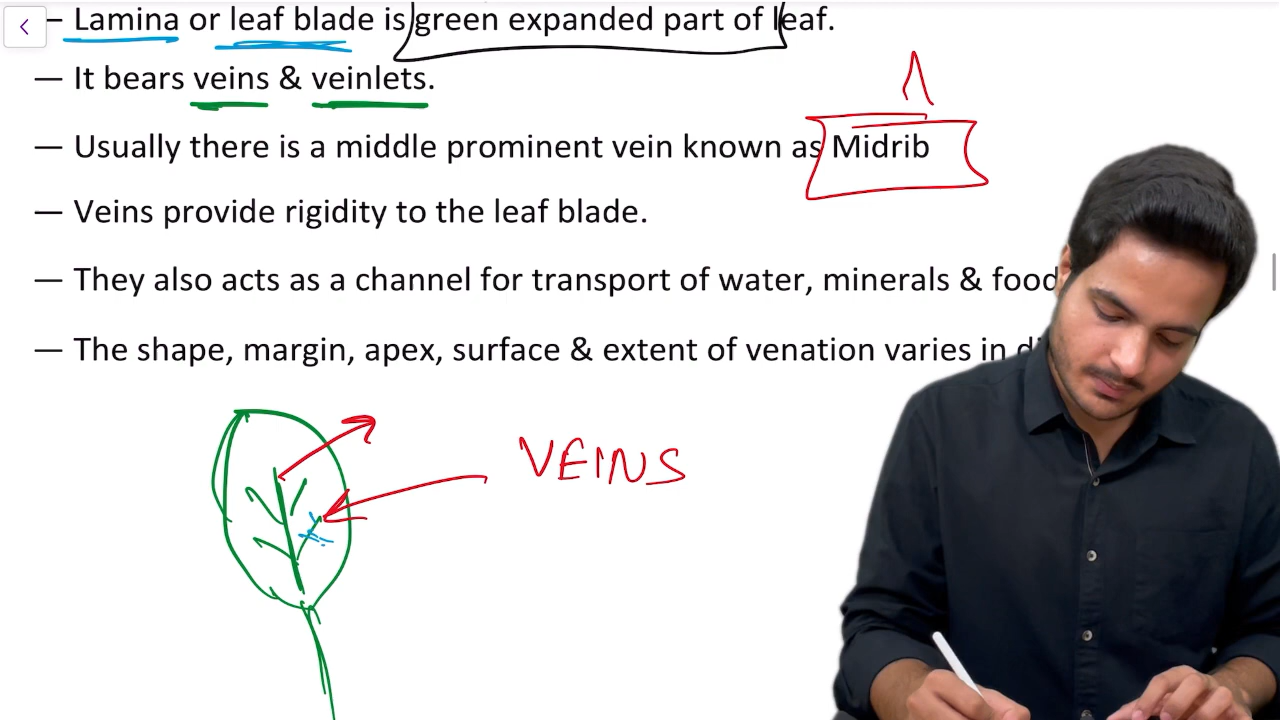 — Lamina or leaf blade is green expanded part of leaf.
— It bears veins & veinlets.
— Usually there is a middle prominent vein known as Midrib
— Veins provide rigidity to the leaf blade.
— They also acts as a channel for transport of water, minerals & food
— The shape, margin, apex, surface & extent of venation varies in
VEINS